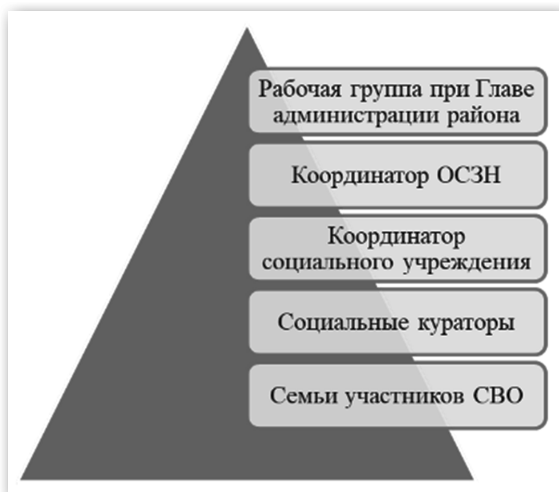 Рабочая группа при Главе
администрации района
Координатор ОСЗН
Координатор
социального учреждения
Социальные кураторы
Семьи участников СВО